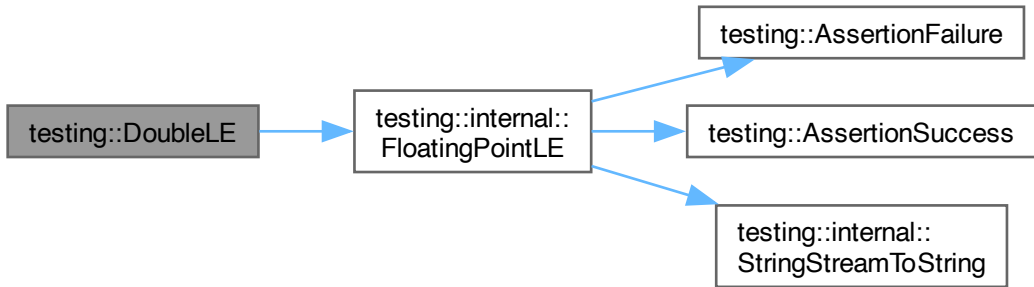 testing::DoubleLE
testing::internal::
FloatingPointLE
testing::AssertionFailure
testing::AssertionSuccess
testing::internal::
StringStreamToString